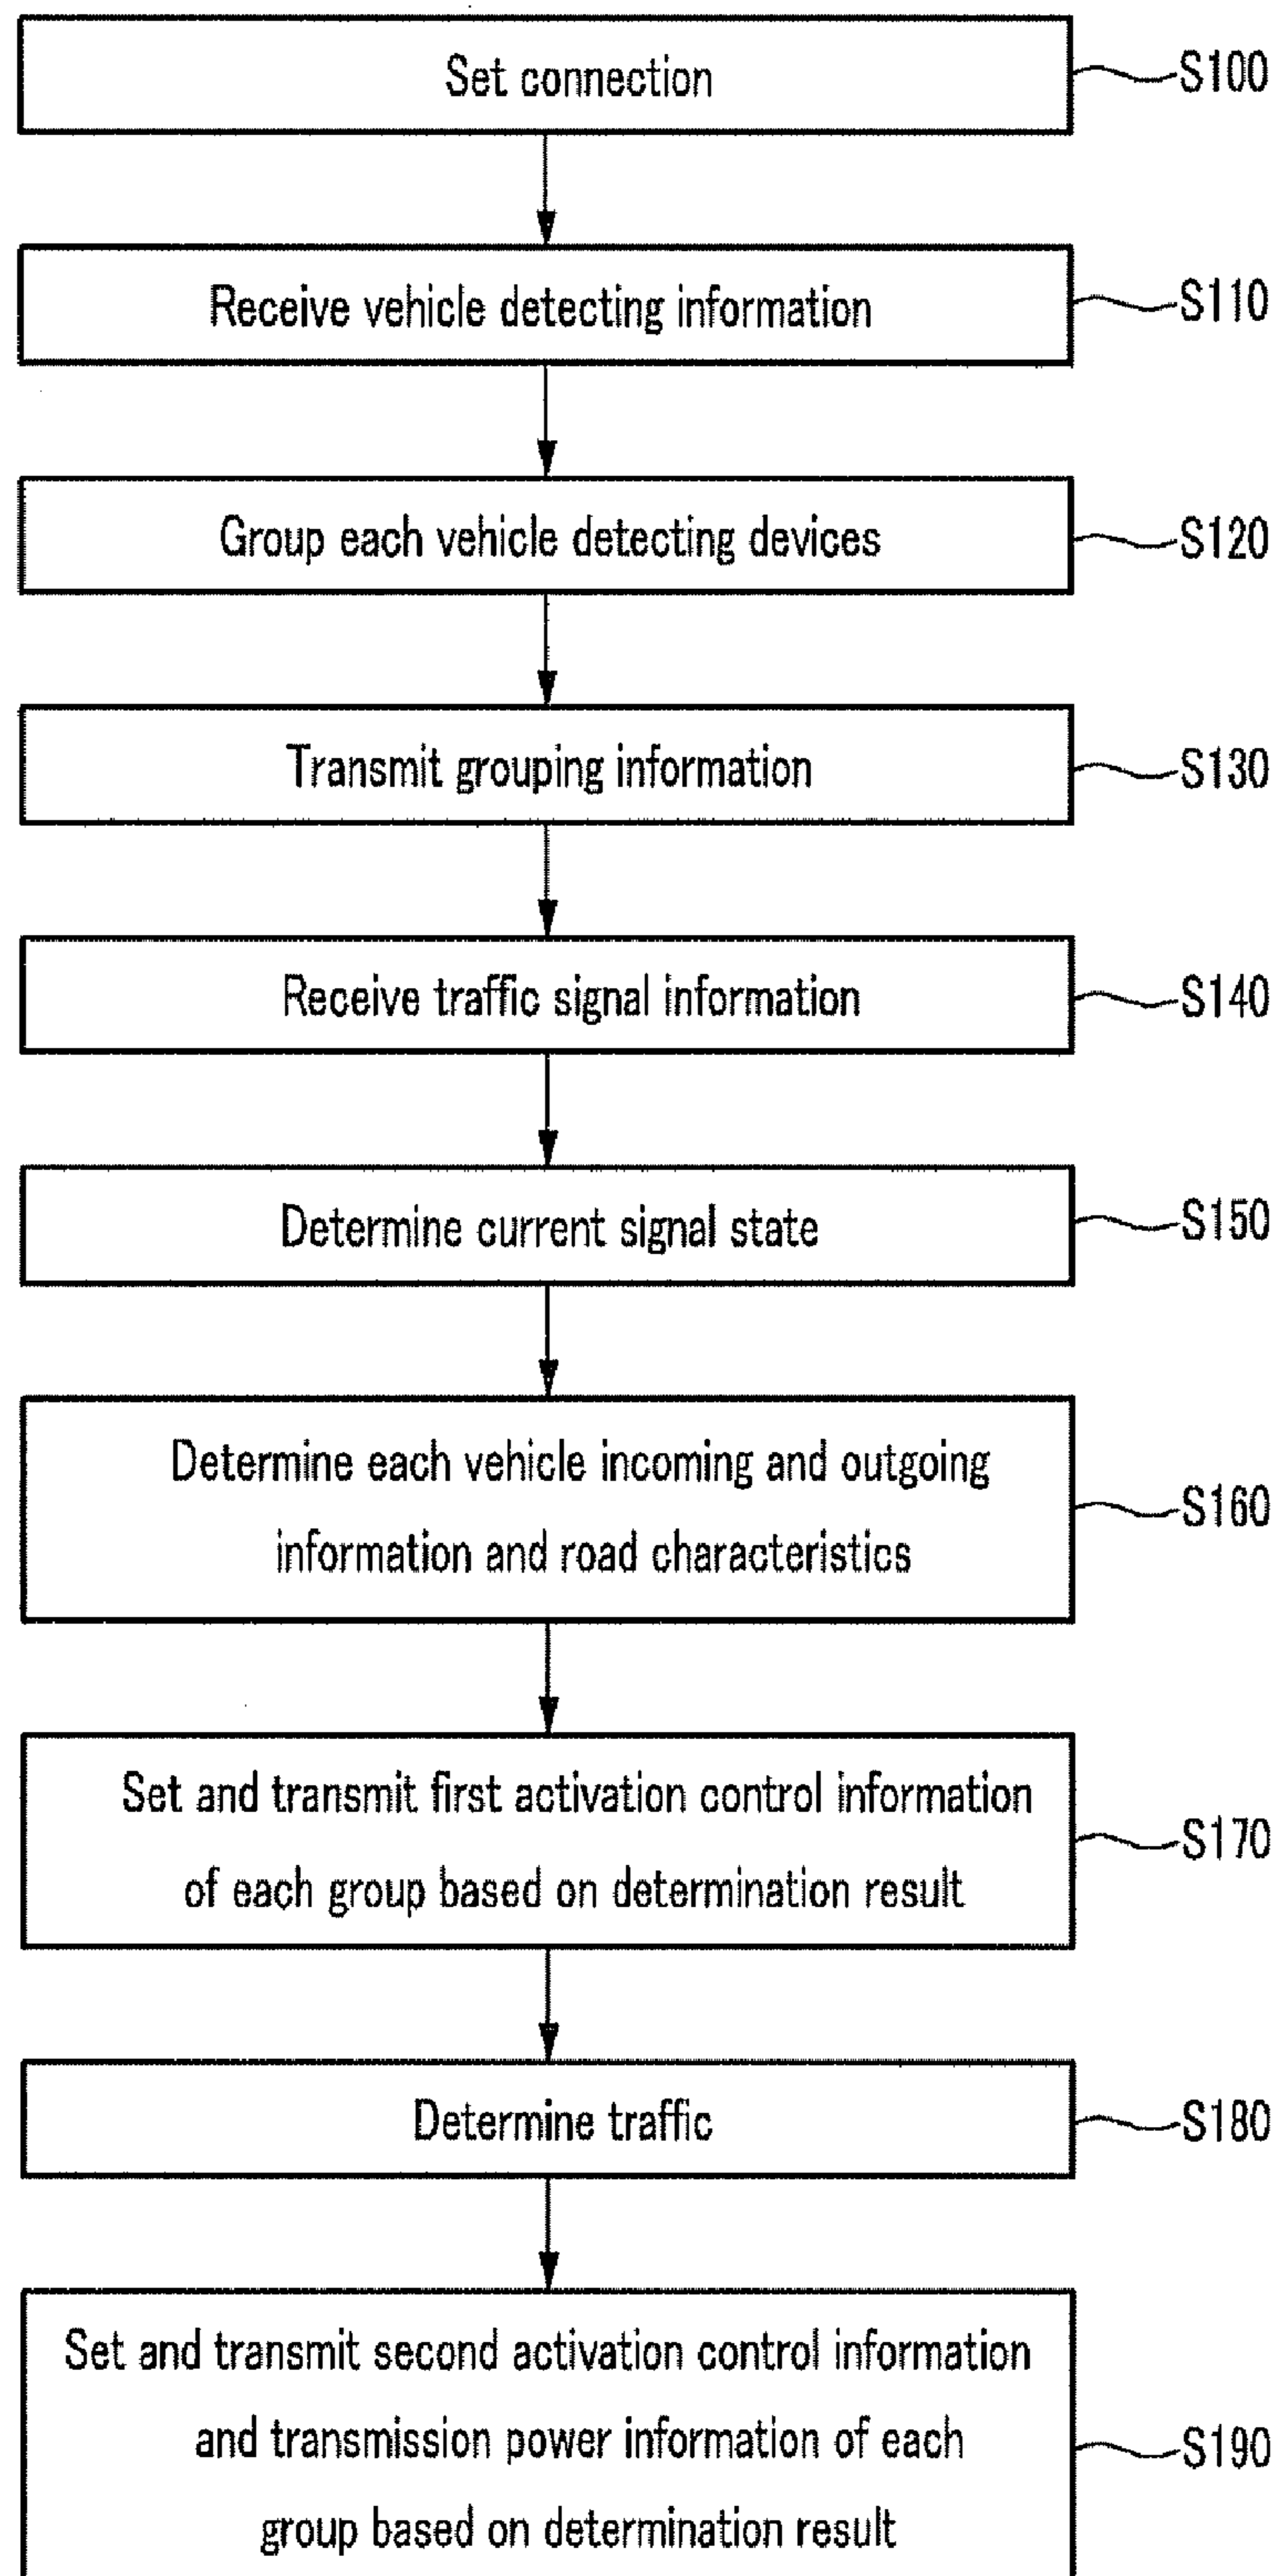 Set connection
S100
Receive vehicle detecting information
S110
Group each vehicle detecting devices
S120
Transmit grouping information
S130
Receive traffic signal information
S140
Determine current signal state
S150
Determine each vehicle incoming and outgoing
information and road characteristics
S160
Set and transmit first activation control information
of each group based on determination result
S170
Determine traffic
S180
Set and transmit second activation control information
and transmission power information of each
group based on determination result
S190